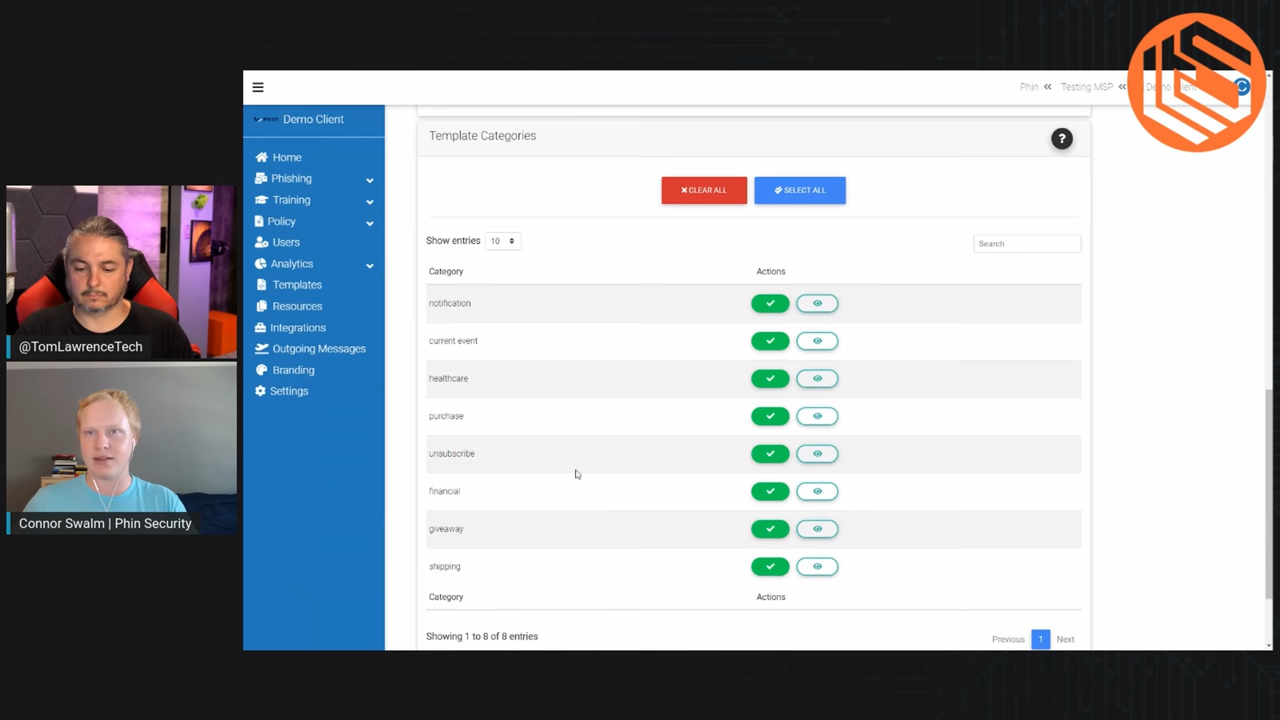 Phin « Testing MSP «
Demo Client
Home
Phishing
Training
Policy
Users
Analytics
Templates
Resources
Integrations
Outgoing Messages
Branding
Settings
Template Categories
?
CLEAR ALL
SELECT ALL
Show entries 10
Search
Category Actions
notification
current event
healthcare
purchase
unsubscribe
financial
giveaway
shipping
Category Actions
Showing 1 to 8 of 8 entries
Previous 1 Next
@TomLawrenceTech
Connor Swalm | Phin Security